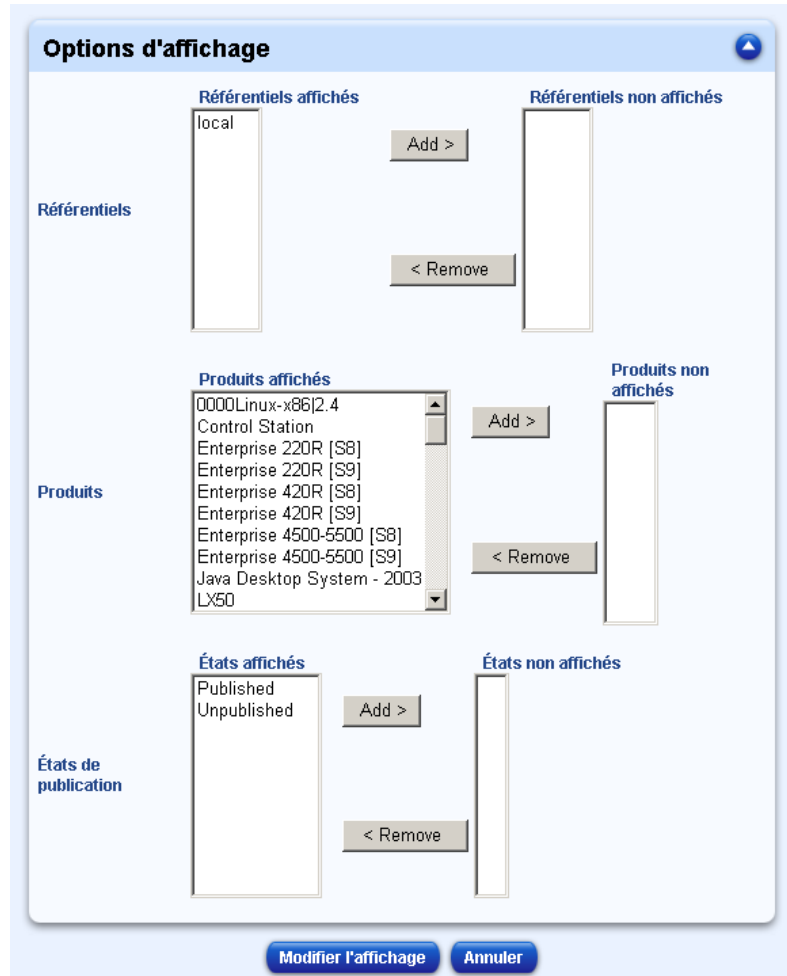 Options d'affichage
Référentiels affichés
Référentiels non affichés
local
Add >
Référentiels
< Remove
Produits affichés
Produits non
affichés
0000Linux-x86|2.4
Control Station
Enterprise 220R [S8]
Enterprise 220R [S9]
Enterprise 420R [S8]
Enterprise 420R [S9]
Enterprise 4500-5500 [S8]
Enterprise 4500-5500 [S9]
Java Desktop System - 2003
LX50
Add >
Produits
< Remove
États affichés
États non affichés
Published
Unpublished
Add >
États de
publication
< Remove
Modifier l'affichage
Annuler